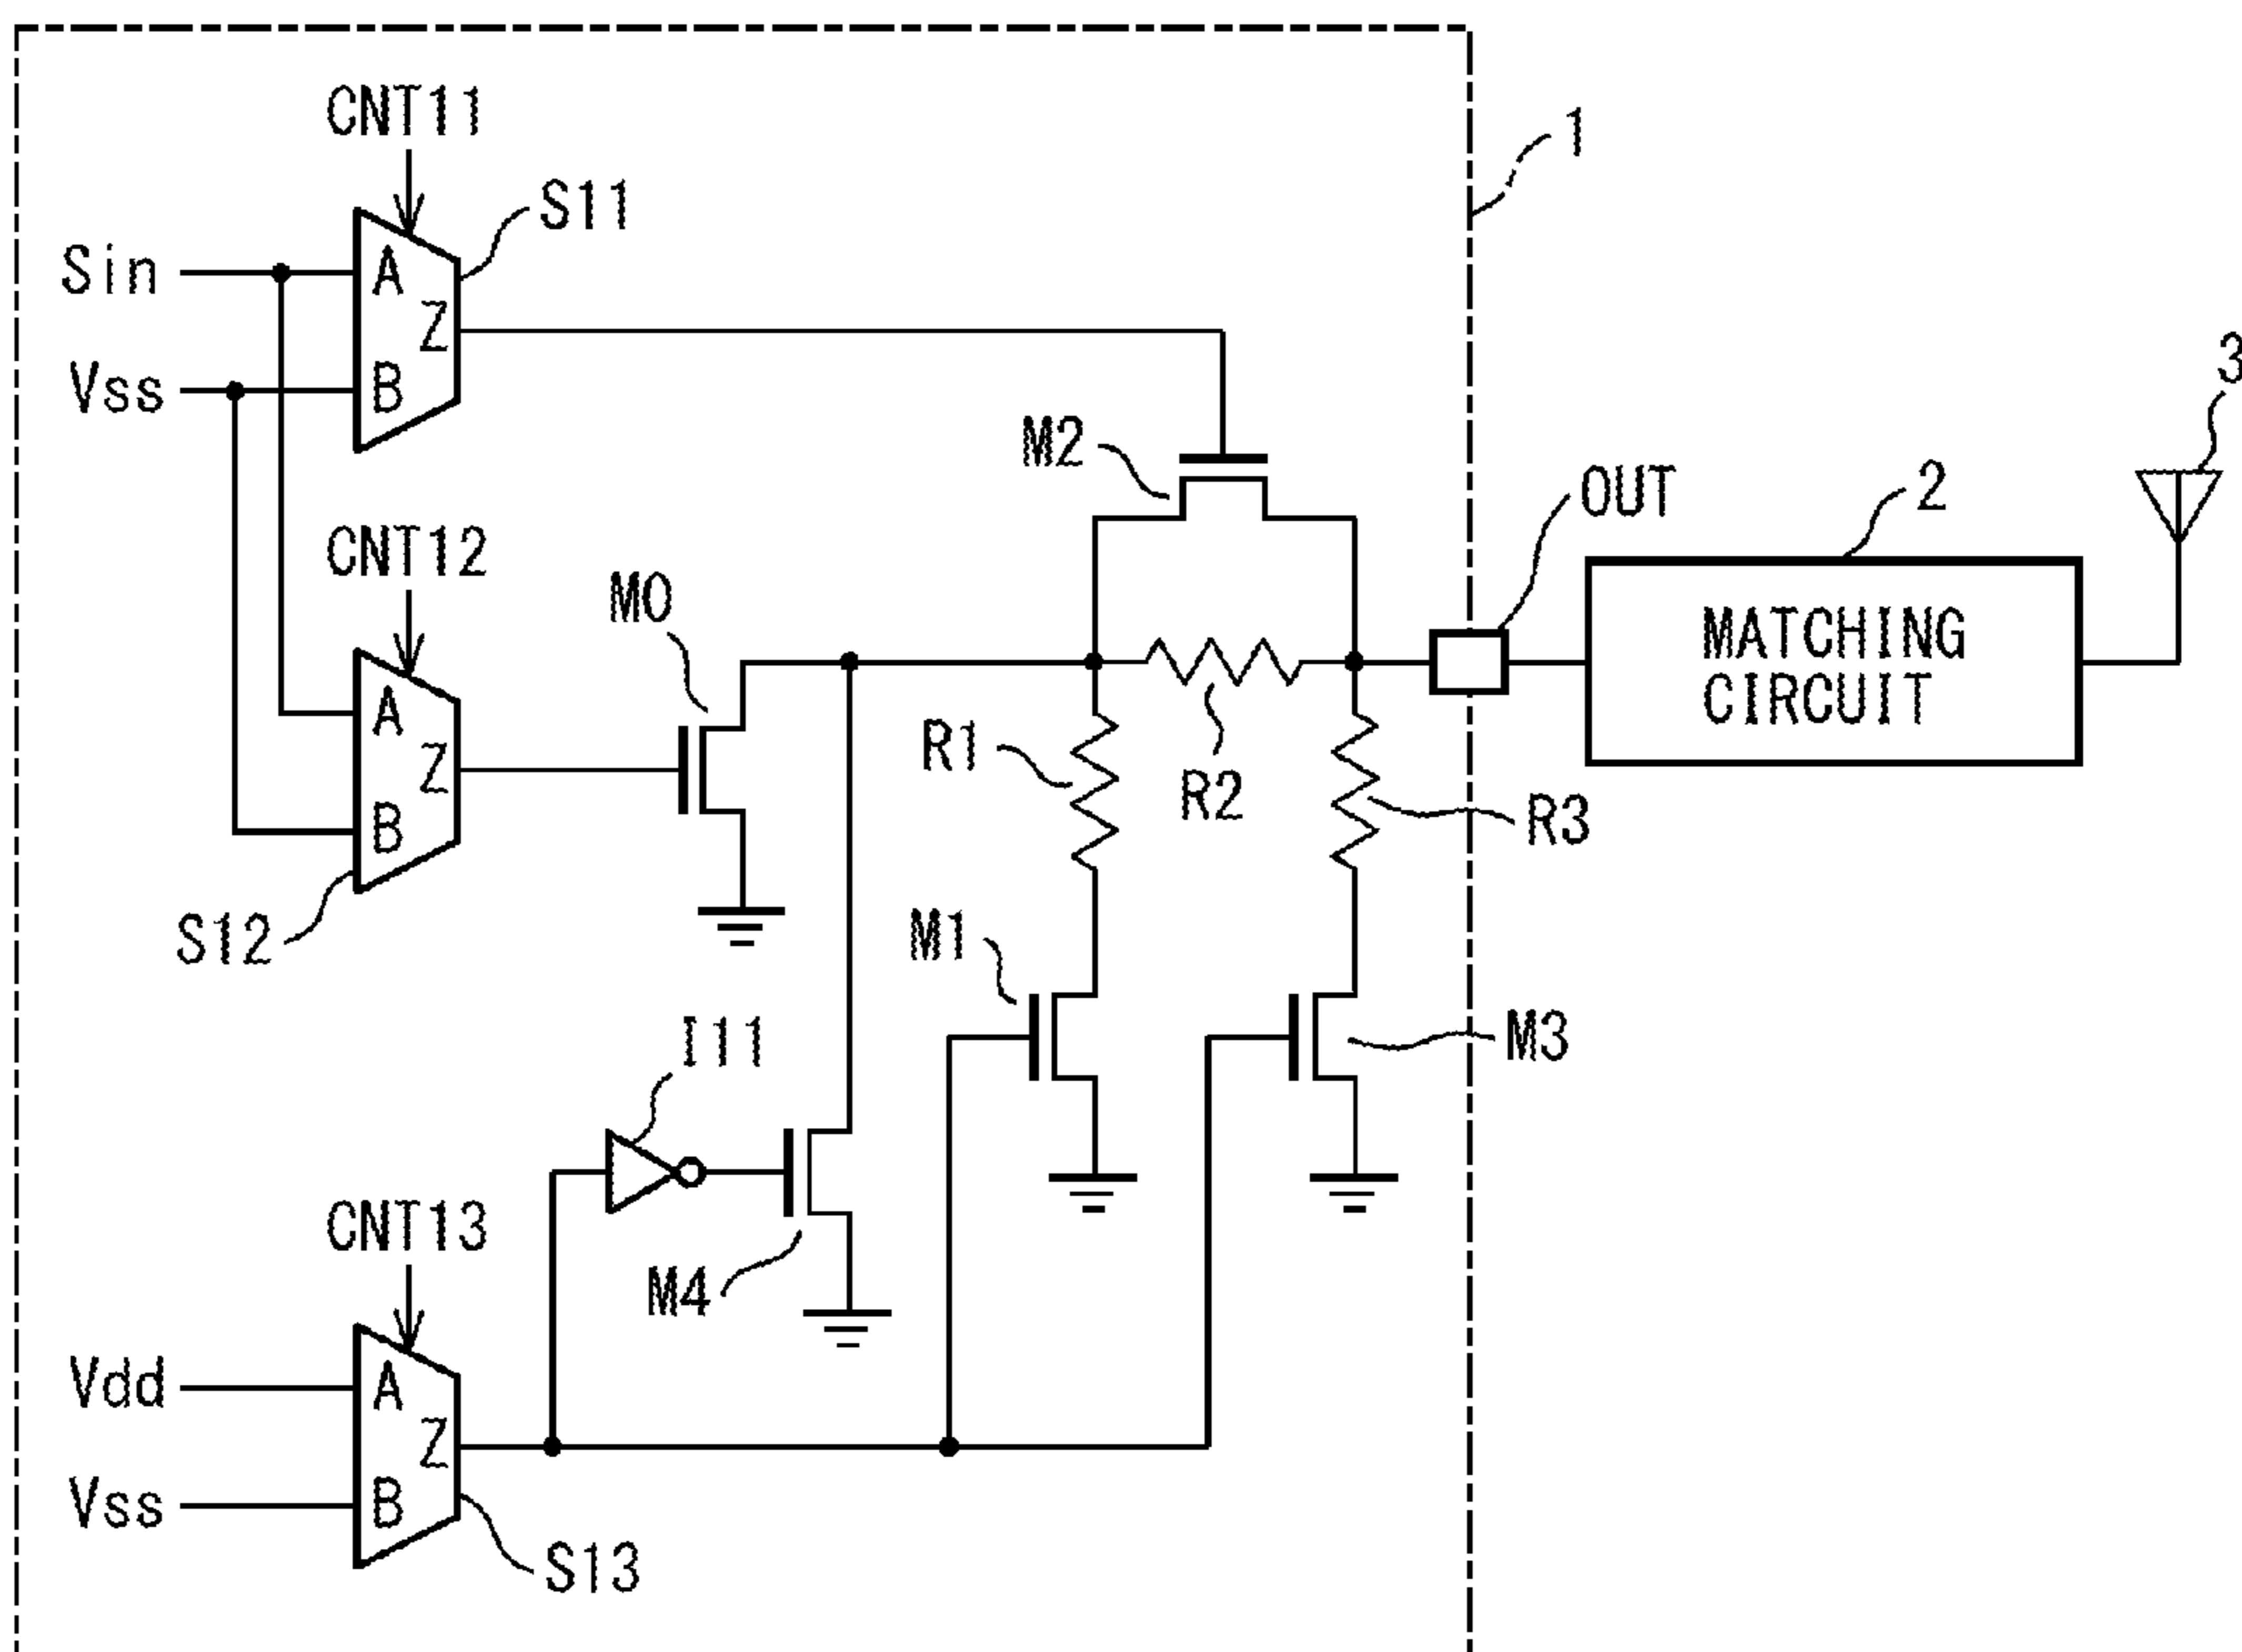 CNT11
1
S11
Sin
A
Z
Vss
B
3
M2
OUT
2
CNT12
M0
MATCHING
CIRCUIT
A
Z
R1
R2
B
R3
S12
M1
I11
M3
CNT13
M4
Vdd
A
Z
Vss
B
S13